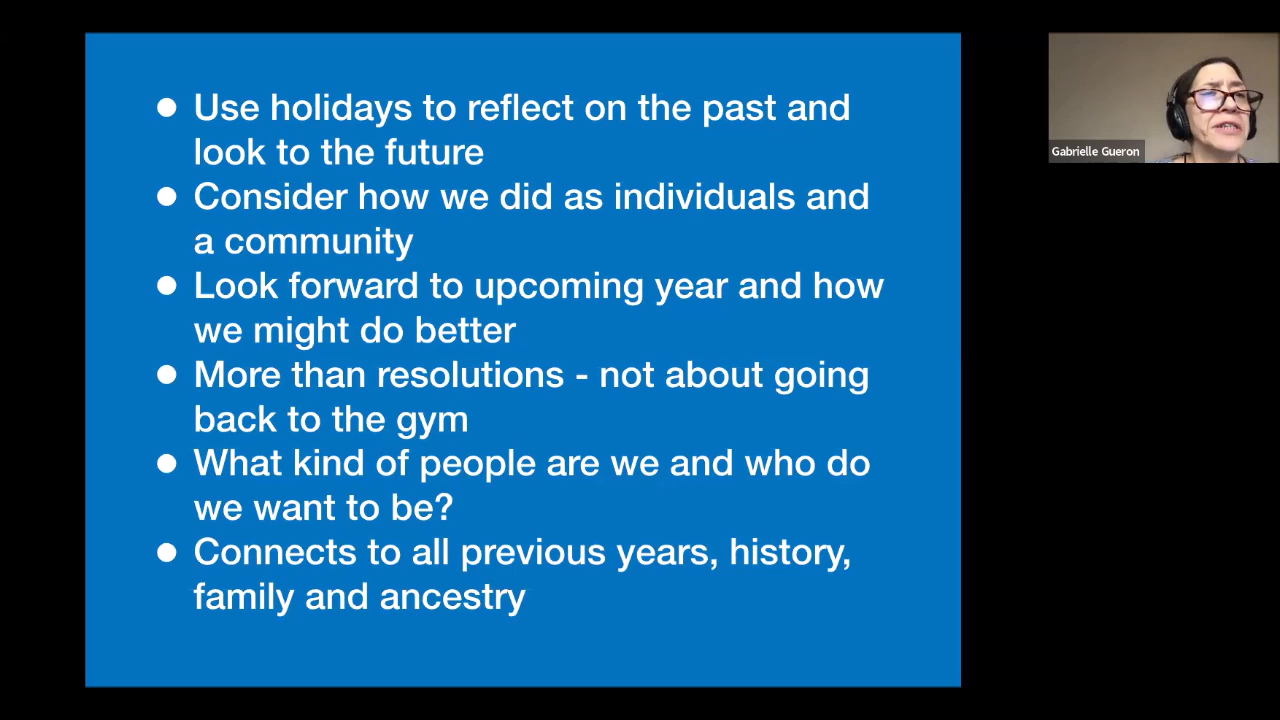 ● Use holidays to reflect on the past and
look to the future
● Consider how we did as individuals and
a community
● Look forward to upcoming year and how
we might do better
● More than resolutions - not about going
back to the gym
● What kind of people are we and who do
we want to be?
● Connects to all previous years, history,
family and ancestry
Gabrielle Gueron